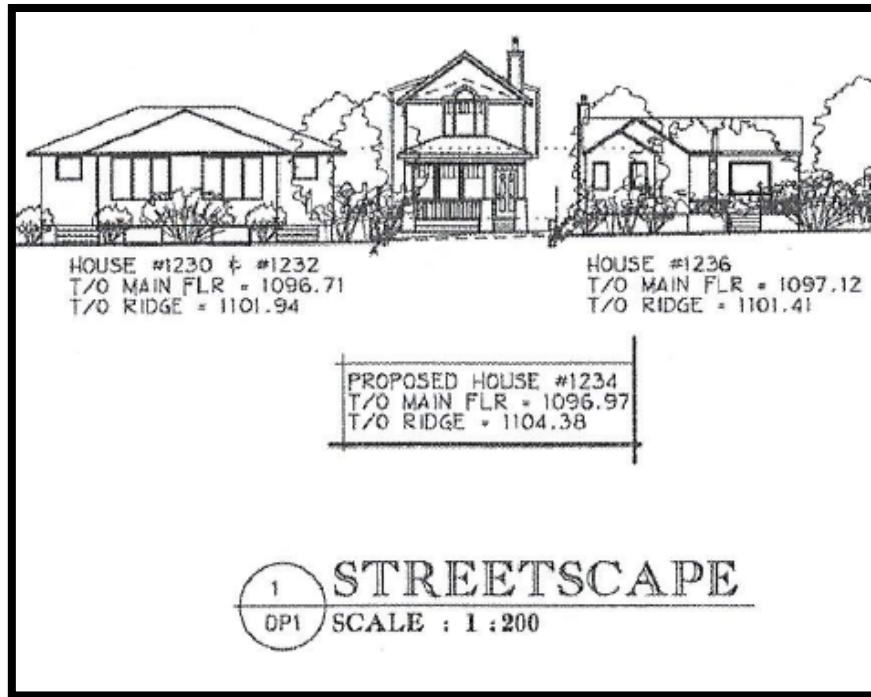 HOUSE #1230 & #1232
T/O MAIN FLR = 1096.71
T/O RIDGE = 1101.94
HOUSE #1236
T/O MAIN FLR = 1097.12
T/O RIDGE = 1101.41
PROPOSED HOUSE #1234
T/O MAIN FLR = 1096.97
T/O RIDGE = 1104.38
1
DP1
STREETSCAPE
SCALE : 1 :200